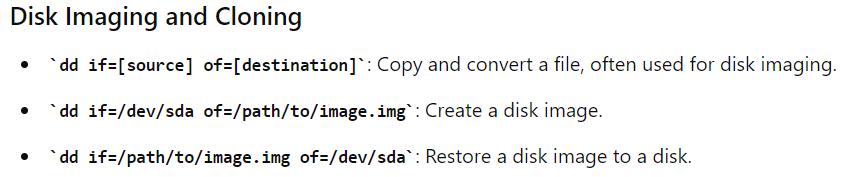 Disk Imaging and Cloning
• `dd if=[source] of=[destination]`: Copy and convert a file, often used for disk imaging.
• `dd if=/dev/sda of=/path/to/image.img`: Create a disk image.
• `dd if=/path/to/image.img of=/dev/sda`: Restore a disk image to a disk.